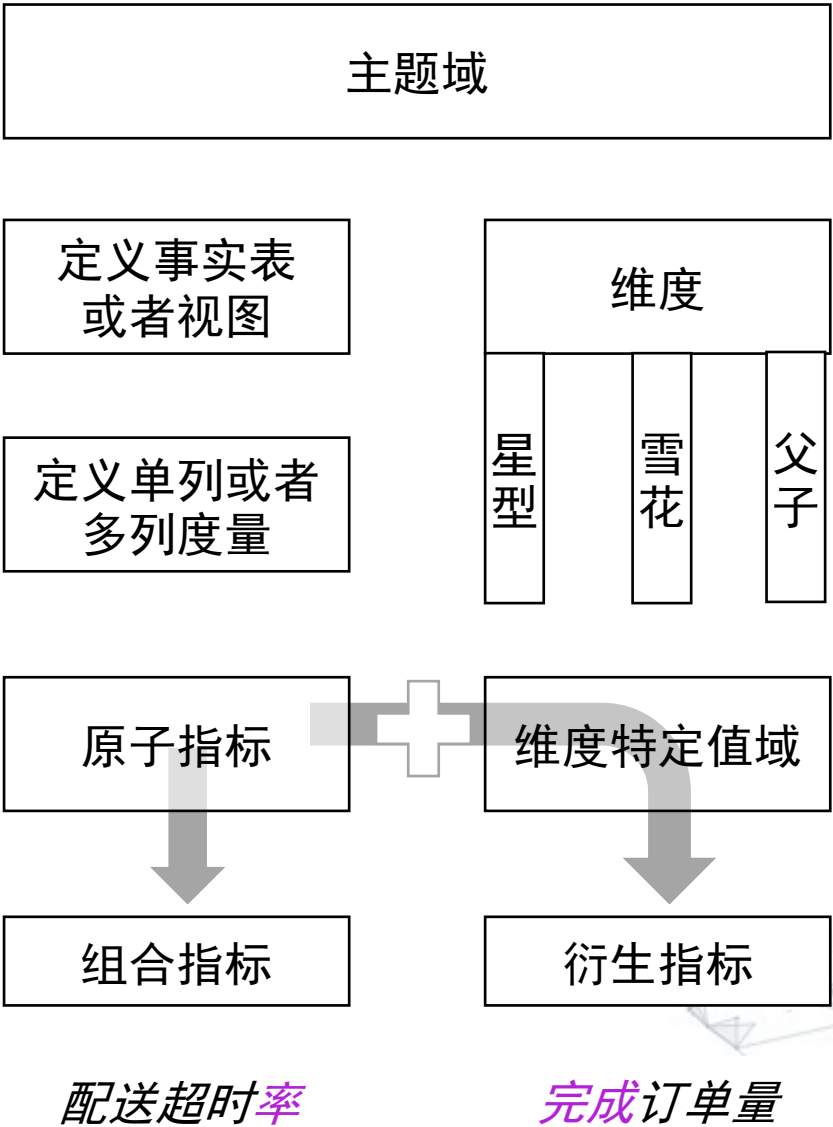 主题域
定义事实表
或者视图
维度
定义单列或者
多列度量
星型
雪花
父子
原子指标
维度特定值域
组合指标
衍生指标
配送超时率
完成订单量